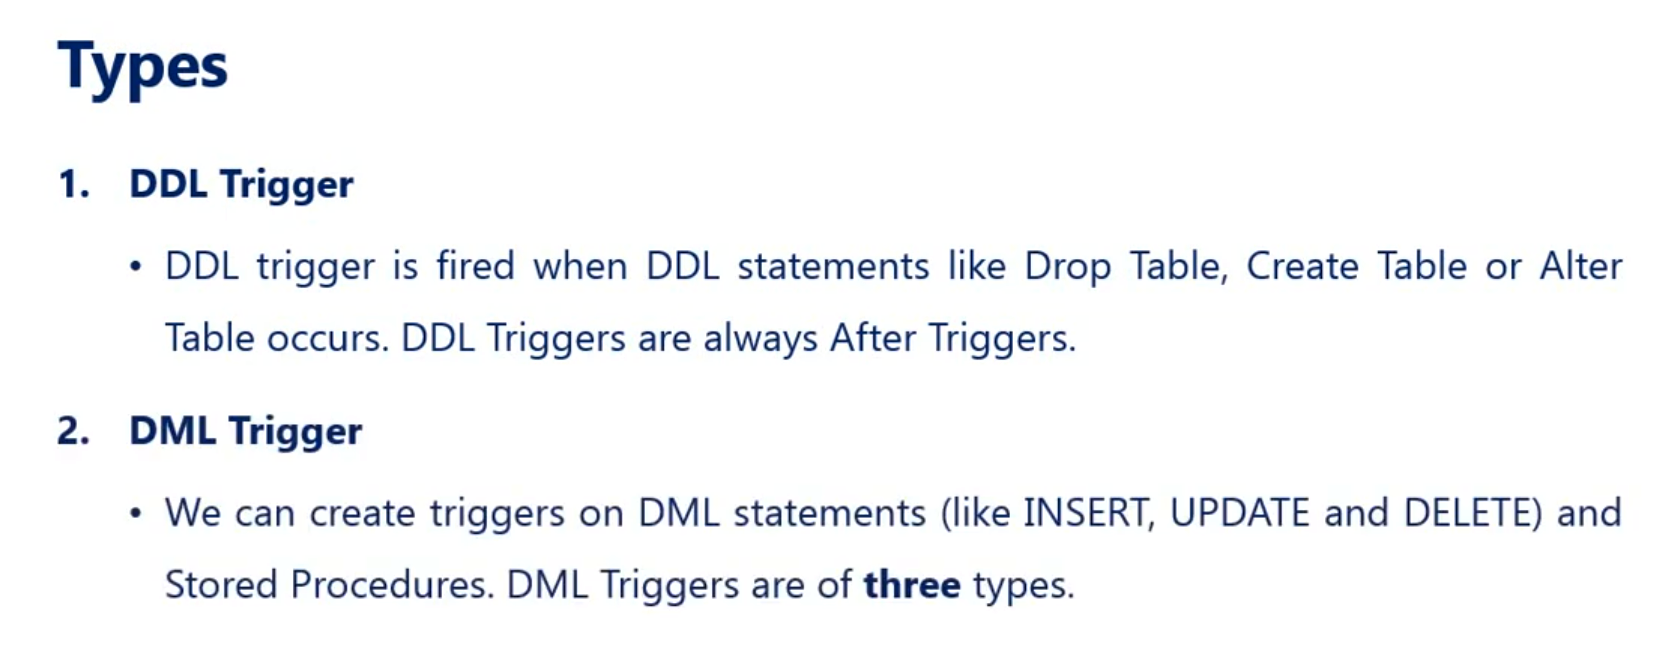 Types
1. DDL Trigger
• DDL trigger is fired when DDL statements like Drop Table, Create Table or Alter
Table occurs. DDL Triggers are always After Triggers.
2. DML Trigger
• We can create triggers on DML statements (like INSERT, UPDATE and DELETE) and
Stored Procedures. DML Triggers are of three types.